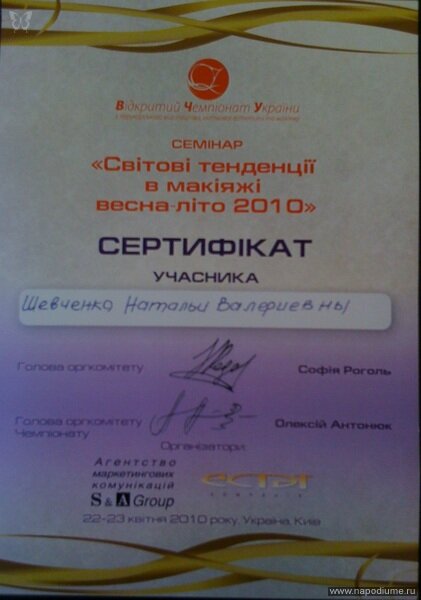 Відкритий Чемпіонат України
СЕМІНАР
«Світові тенденції
в макіяжі
весна-літо 2010»
СЕРТИФІКАТ
УЧАСНИКА
Шевченко Натальи Валериевны
Голова оргкомітету
Софія Роголь
Голова оргкомітету
Чемпіонату
Олексій Антонюк
Організатори:
Агентство
маркетингових
комунікацій
S & A Group
естет
22-23 квітня 2010 року, Україна, Київ
www.napodiume.ru